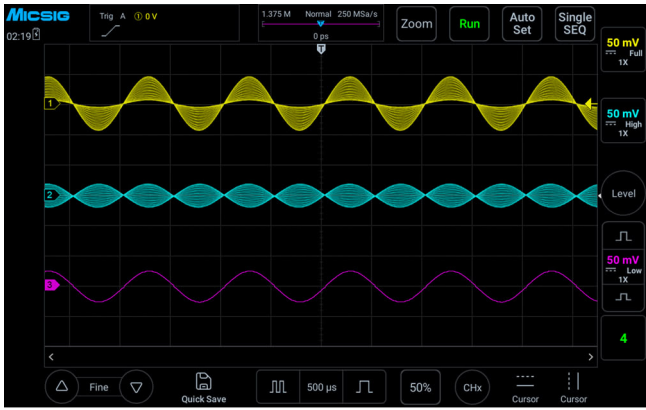 Micsig
Trig A ① 0 V
1.375 M Normal 250 MSa/s
0 ps
T
Zoom
Run
Auto
Set
Single
SEQ
02:19
50 mV
Full
1X
1
50 mV
High
1X
2
Level
50 mV
Low
1X
3
4
Fine
Quick Save
500 µs
50%
CHx
Cursor
Cursor